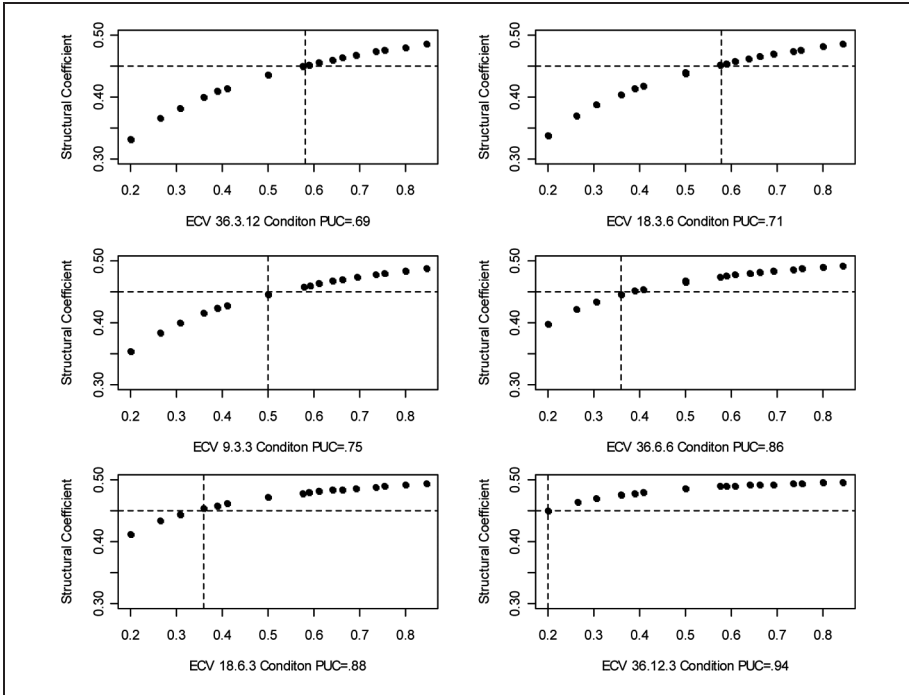 0.50
0.40
0.30
Structural Coefficient
0.2 0.3 0.4 0.5 0.6 0.7 0.8
ECV 36.3.12 Conditon PUC=.69
0.50
0.40
0.30
Structural Coefficient
0.2 0.3 0.4 0.5 0.6 0.7 0.8
ECV 18.3.6 Conditon PUC=.71
0.50
0.40
0.30
Structural Coefficient
0.2 0.3 0.4 0.5 0.6 0.7 0.8
ECV 9.3.3 Conditon PUC=.75
0.50
0.40
0.30
Structural Coefficient
0.2 0.3 0.4 0.5 0.6 0.7 0.8
ECV 36.6.6 Conditon PUC=.86
0.50
0.40
0.30
Structural Coefficient
0.2 0.3 0.4 0.5 0.6 0.7 0.8
ECV 18.6.3 Conditon PUC=.88
0.50
0.40
0.30
Structural Coefficient
0.2 0.3 0.4 0.5 0.6 0.7 0.8
ECV 36.12.3 Conditon PUC=.94